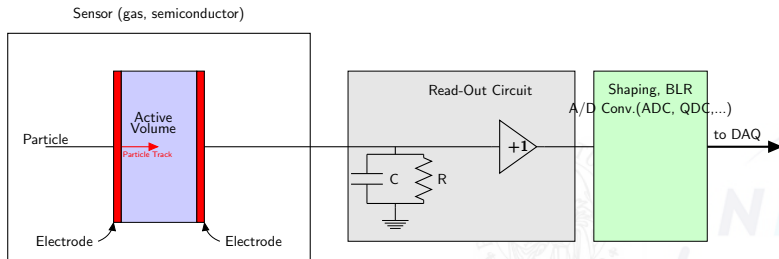 Sensor (gas, semiconductor)
Particle
Active
Volume
Particle Track
Electrode
Electrode
Read-Out Circuit
C
R
+1
Shaping, BLR
A/D Conv.(ADC, QDC,...)
to DAQ